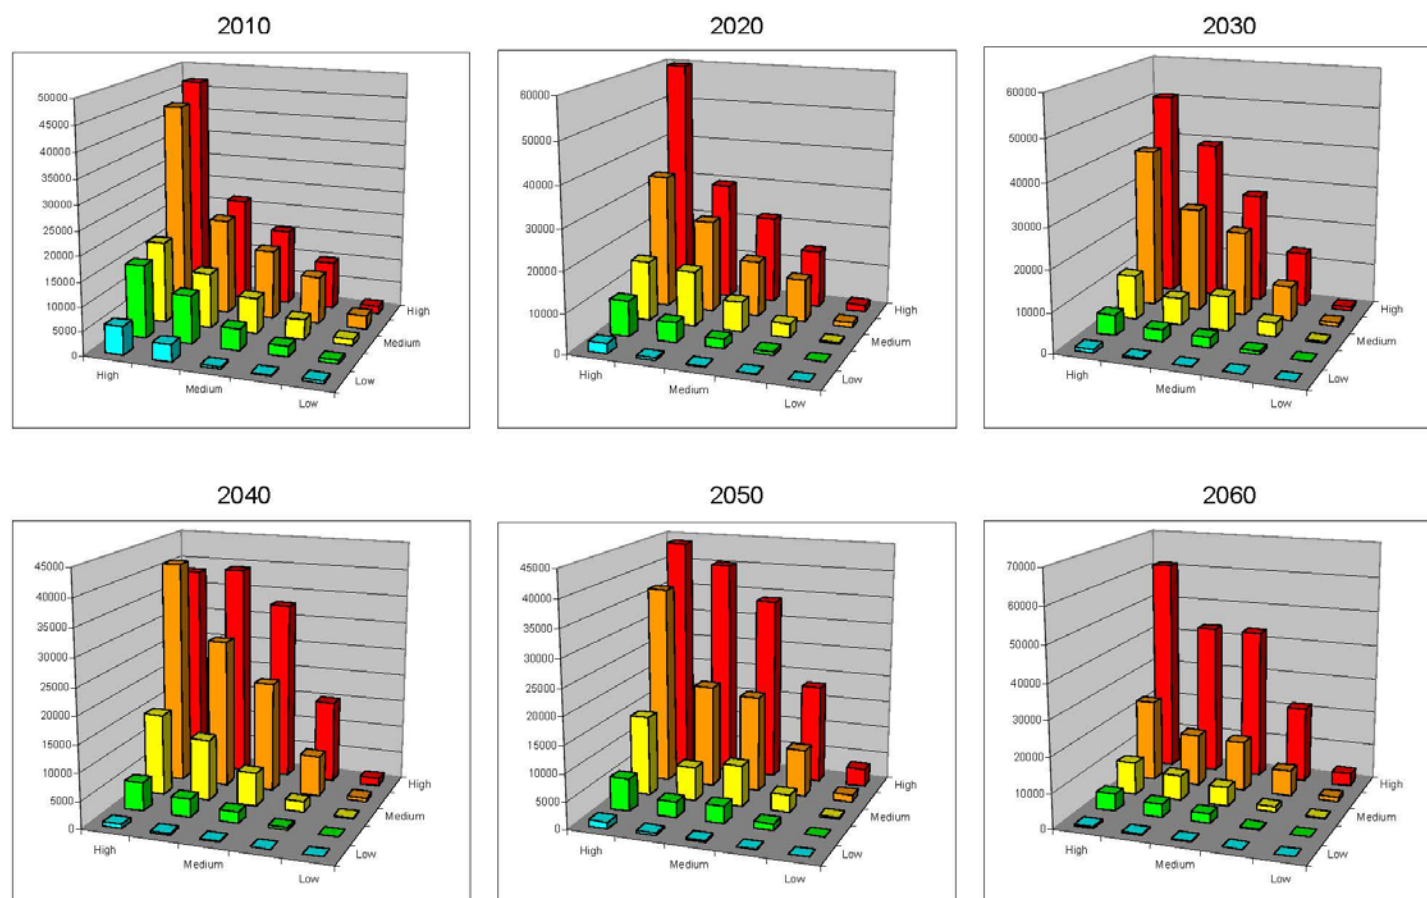 2010
2020
2030
50000
45000
40000
35000
30000
25000
20000
15000
10000
5000
0
High
Medium
Low
High
Medium
Low
60000
50000
40000
30000
20000
10000
0
High
Medium
Low
High
Medium
Low
60000
50000
40000
30000
20000
10000
0
High
Medium
Low
High
Medium
Low
2040
2050
2060
45000
40000
35000
30000
25000
20000
15000
10000
5000
0
High
Medium
Low
High
Medium
Low
45000
40000
35000
30000
25000
20000
15000
10000
5000
0
High
Medium
Low
High
Medium
Low
70000
60000
50000
40000
30000
20000
10000
0
High
Medium
Low
High
Medium
Low